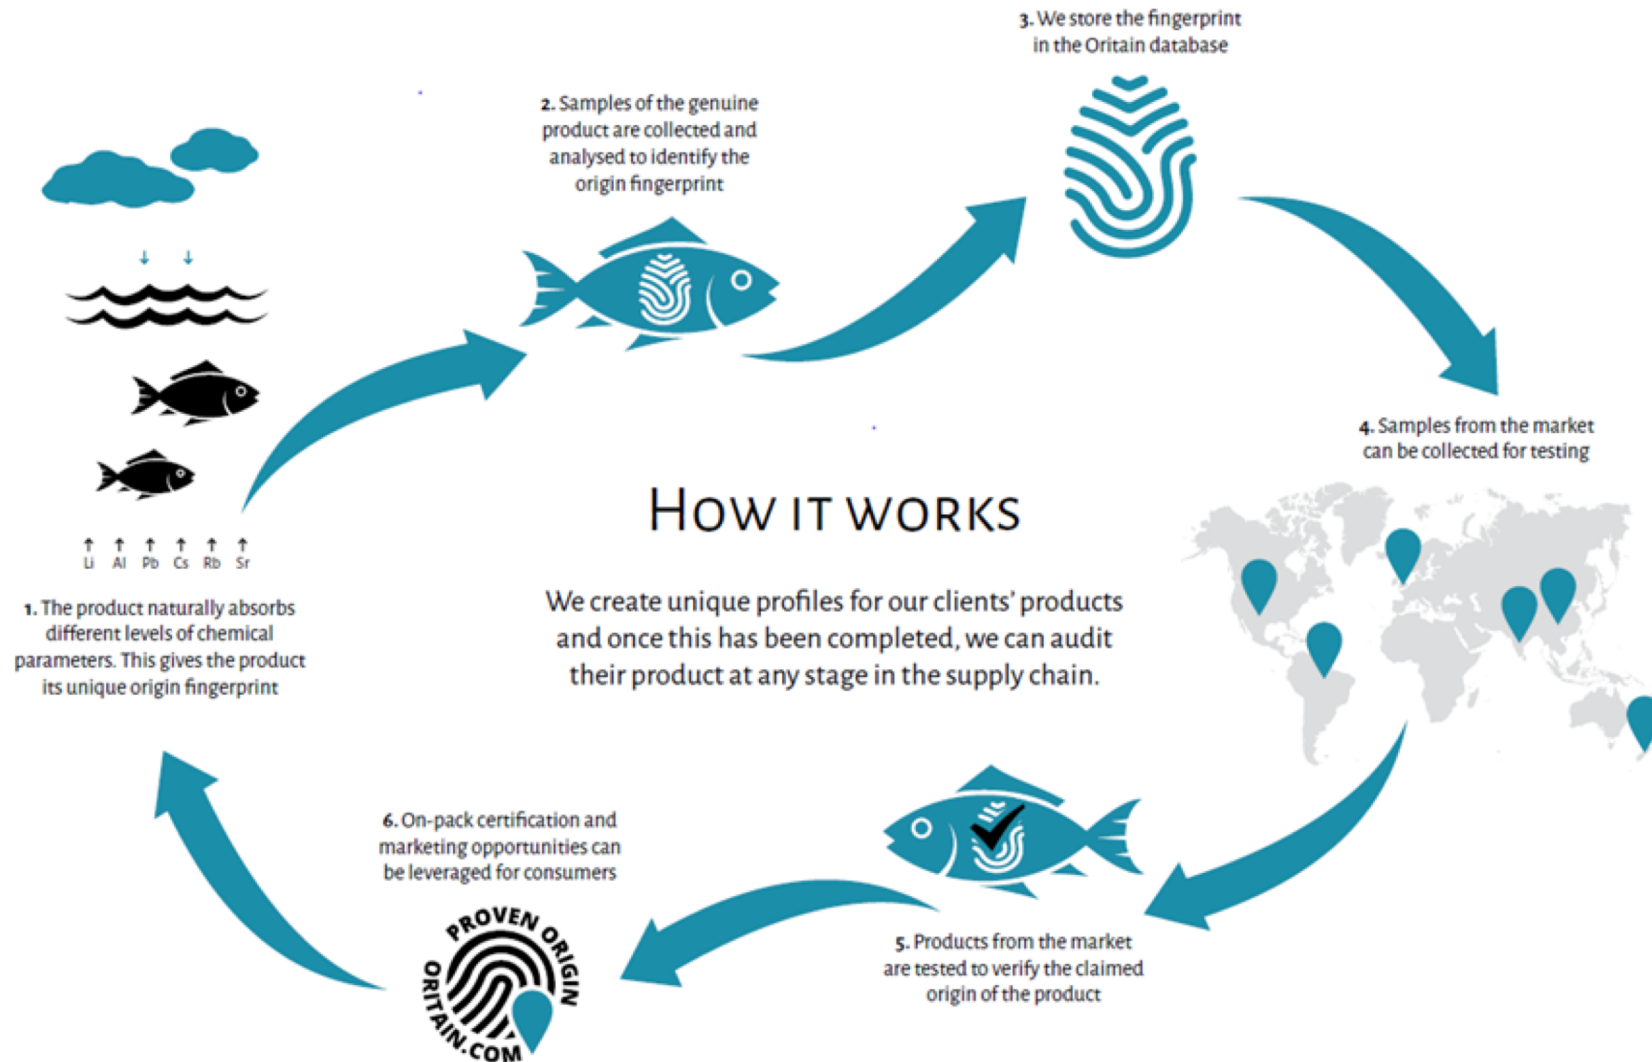 3. We store the fingerprint
in the Oritain database
2. Samples of the genuine
product are collected and
analysed to identify the
origin fingerprint
4. Samples from the market
can be collected for testing
HOW IT WORKS
We create unique profiles for our clients' products
and once this has been completed, we can audit
their product at any stage in the supply chain.
Li Al Pb Cs Rb Sr
1. The product naturally absorbs
different levels of chemical
parameters. This gives the product
its unique origin fingerprint
6. On-pack certification and
marketing opportunities can
be leveraged for consumers
PROVEN ORIGIN
ORITAIN.COM
5. Products from the market
are tested to verify the claimed
origin of the product